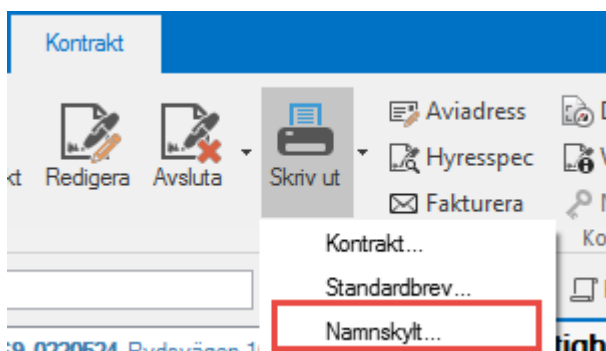 Kontrakt
Redigera
Avsluta
Skriv ut
Aviadress
Hyresspec
Fakturera
Kontrakt...
Standardbrev...
Namnskylt...